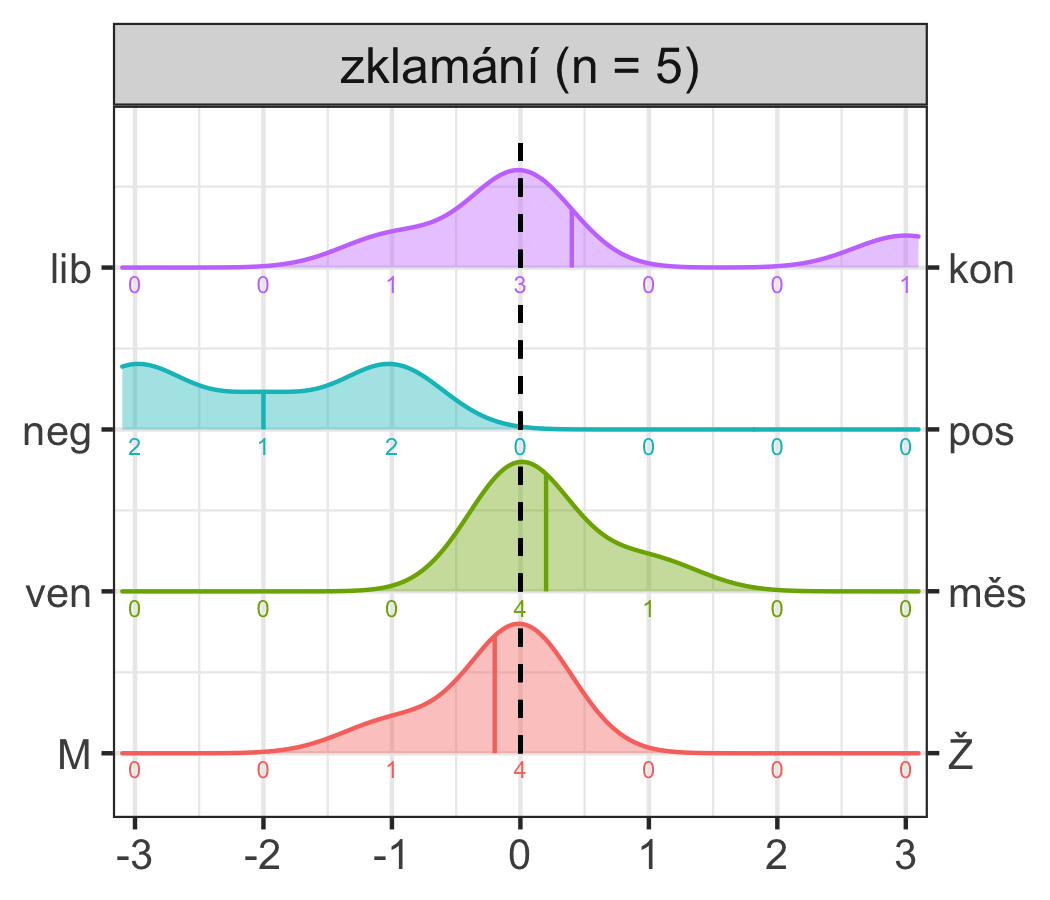 zklamání (n = 5)
lib kon
0 0 1 3 0 0 1
neg pos
2 1 2 0 0 0 0
ven měs
0 0 0 4 1 0 0
M Ž
0 0 1 4 0 0 0
-3 -2 -1 0 1 2 3